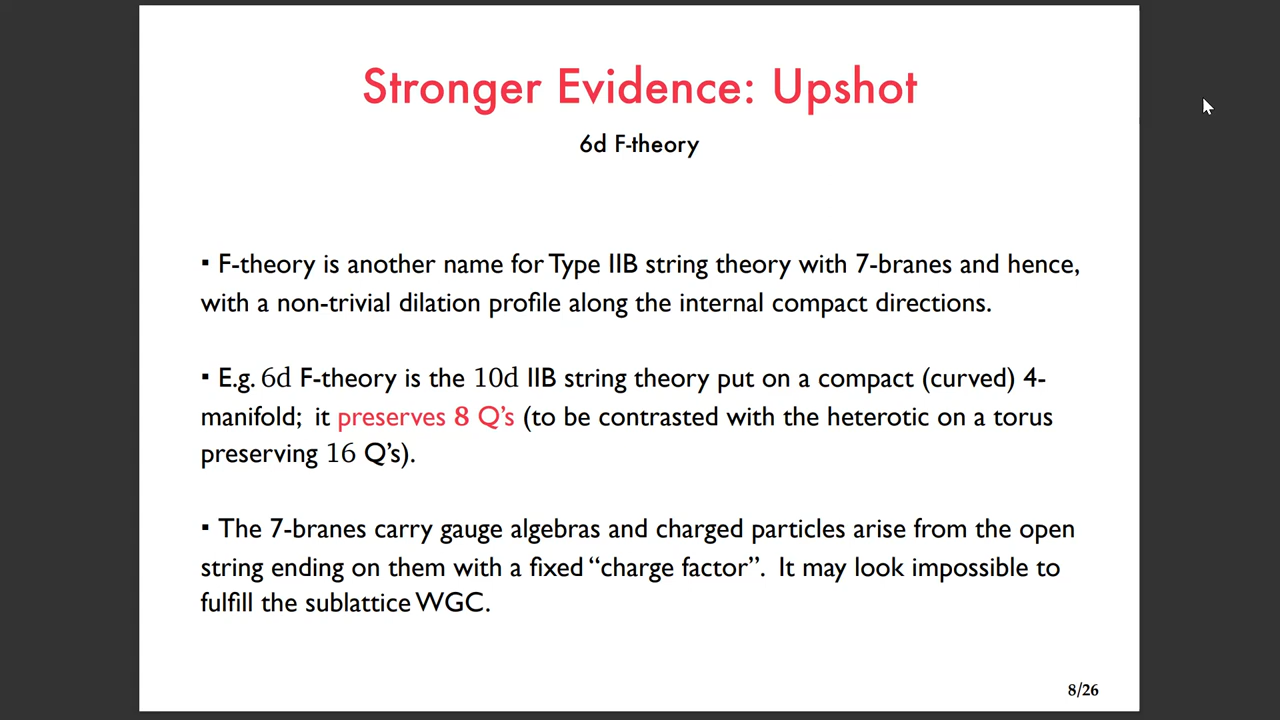 Stronger Evidence: Upshot
6d F-theory
▪ F-theory is another name for Type IIB string theory with 7-branes and hence,
with a non-trivial dilation profile along the internal compact directions.
▪ E.g. 6d F-theory is the 10d IIB string theory put on a compact (curved) 4-
manifold; it preserves 8 Q’s (to be contrasted with the heterotic on a torus
preserving 16 Q’s).
▪ The 7-branes carry gauge algebras and charged particles arise from the open
string ending on them with a fixed “charge factor”. It may look impossible to
fulfill the sublattice WGC.
8/26